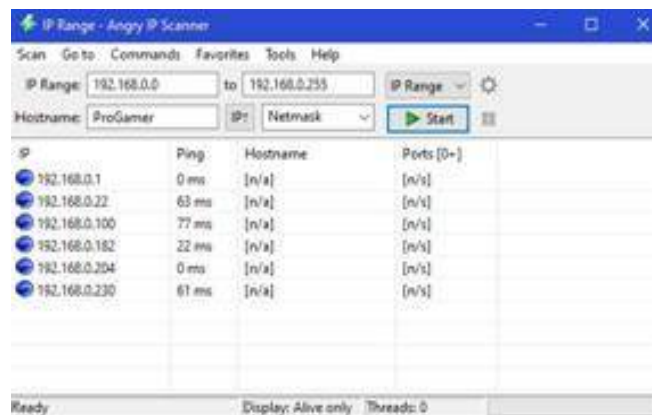 IP Range - Angry IP Scanner
Scan Go to Commands Favorites Tools Help
IP Range: 192.168.0.0 to 192.168.0.255 IP Range
Hostname: ProGamer IP↑ Netmask Start
IP Ping Hostname Ports [0+]
192.168.0.1 0 ms [n/a] [n/s]
192.168.0.22 63 ms [n/a] [n/s]
192.168.0.100 77 ms [n/a] [n/s]
192.168.0.182 22 ms [n/a] [n/s]
192.168.0.204 0 ms [n/a] [n/s]
192.168.0.230 61 ms [n/a] [n/s]
Ready Display: Alive only Threads: 0